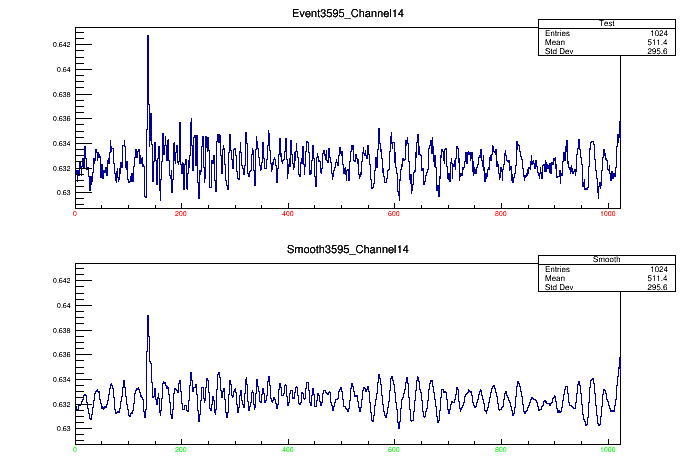 Event3595_Channel14
Test
Entries 1024
Mean 511.4
Std Dev 295.6
0.642
0.64
0.638
0.636
0.634
0.632
0.63
0 200 400 600 800 1000
Smooth3595_Channel14
Smooth
Entries 1024
Mean 511.4
Std Dev 295.6
0.642
0.64
0.638
0.636
0.634
0.632
0.63
0 200 400 600 800 1000